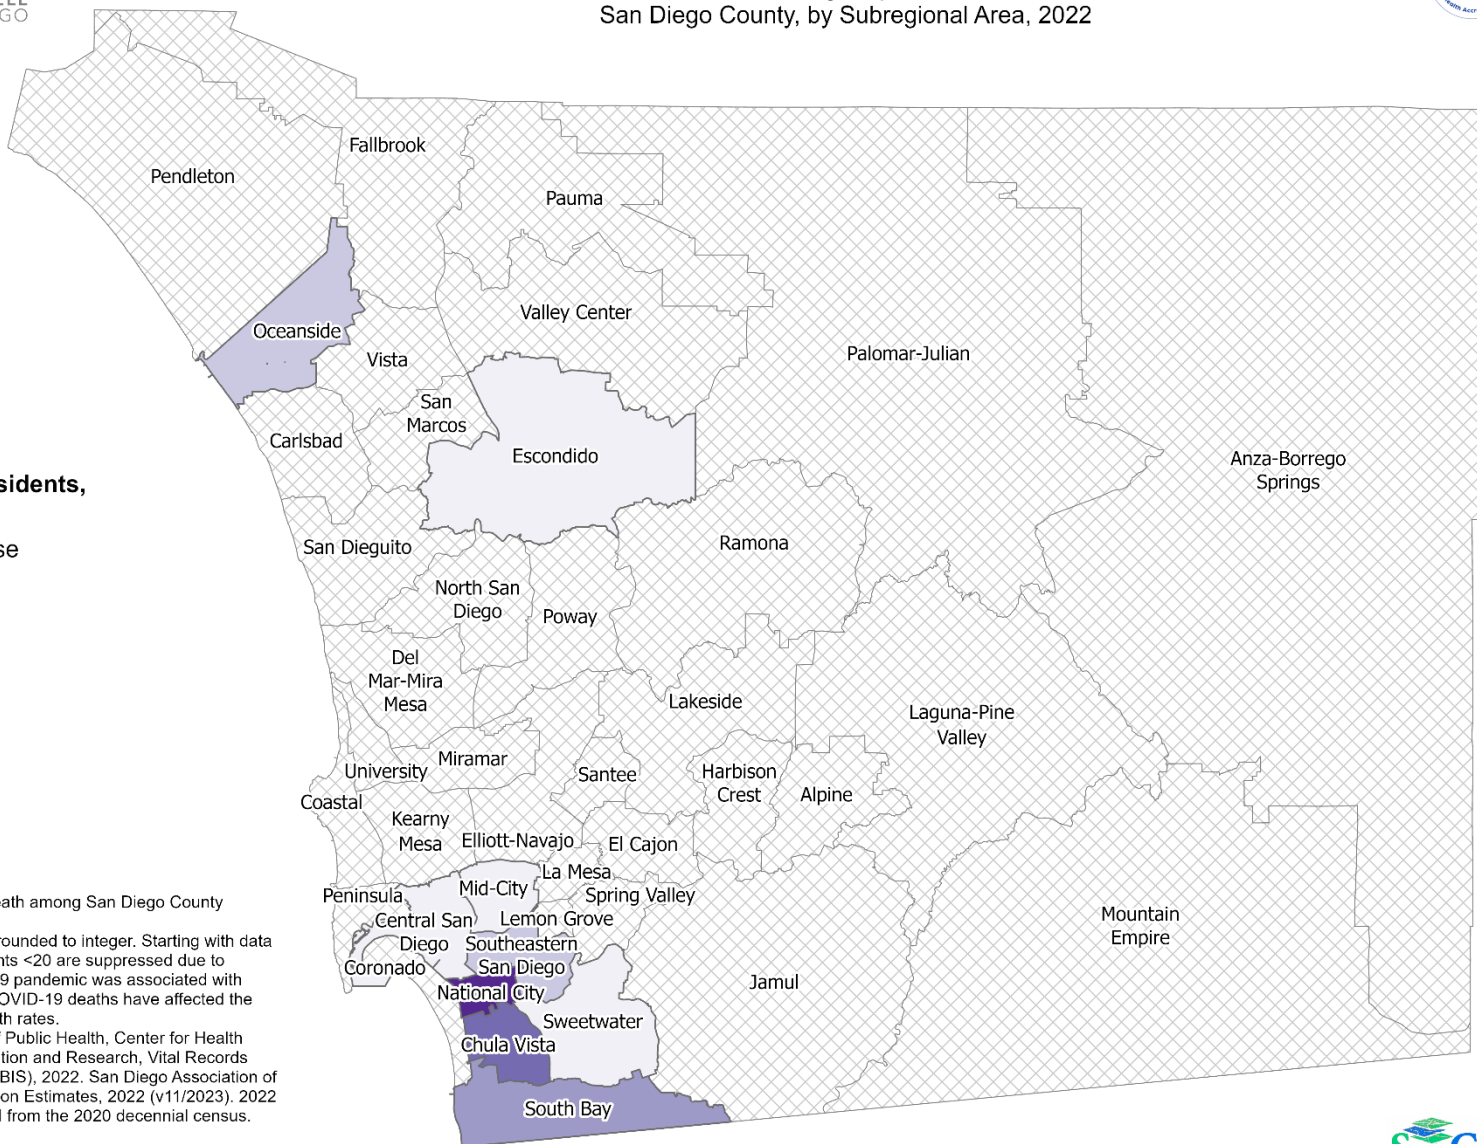 GO
San Diego County, by Subregional Area, 2022
Fallbrook
Pendleton
Pauma
Valley Center
Oceanside
Vista
Palomar-Julian
San
Marcos
Carlsbad
Escondido
Anza-Borrego
Springs
sidents,
se
San Dieguito
Ramona
North San
Diego
Poway
Del
Mar-Mira
Mesa
Lakeside
Laguna-Pine
Valley
University
Miramar
Santee
Harbison
Crest
Alpine
Coastal
Kearny
Mesa
Elliott-Navajo
El Cajon
La Mesa
Peninsula
Mid-City
Spring Valley
Central San
Diego
Lemon Grove
Southeastern
San Diego
Coronado
National City
Mountain
Empire
Jamul
Sweetwater
Chula Vista
South Bay
eath among San Diego County
rounded to integer. Starting with data
nts <20 are suppressed due to
9 pandemic was associated with
OVID-19 deaths have affected the
th rates.
f Public Health, Center for Health
tion and Research, Vital Records
BIS), 2022. San Diego Association of
on Estimates, 2022 (v11/2023). 2022
d from the 2020 decennial census.